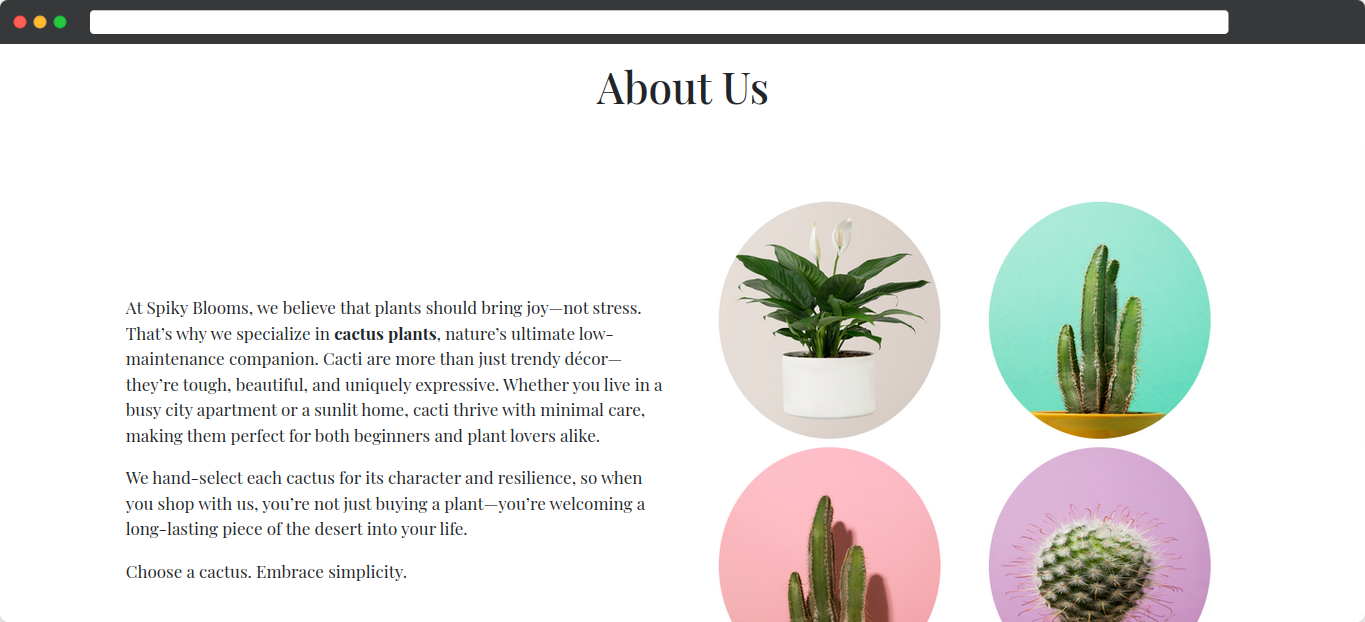 About Us
At Spiky Blooms, we believe that plants should bring joy—not stress.
That’s why we specialize in cactus plants, nature’s ultimate low-
maintenance companion. Cacti are more than just trendy décor—
they’re tough, beautiful, and uniquely expressive. Whether you live in a
busy city apartment or a sunlit home, cacti thrive with minimal care,
making them perfect for both beginners and plant lovers alike.
We hand-select each cactus for its character and resilience, so when
you shop with us, you’re not just buying a plant—you’re welcoming a
long-lasting piece of the desert into your life.
Choose a cactus. Embrace simplicity.